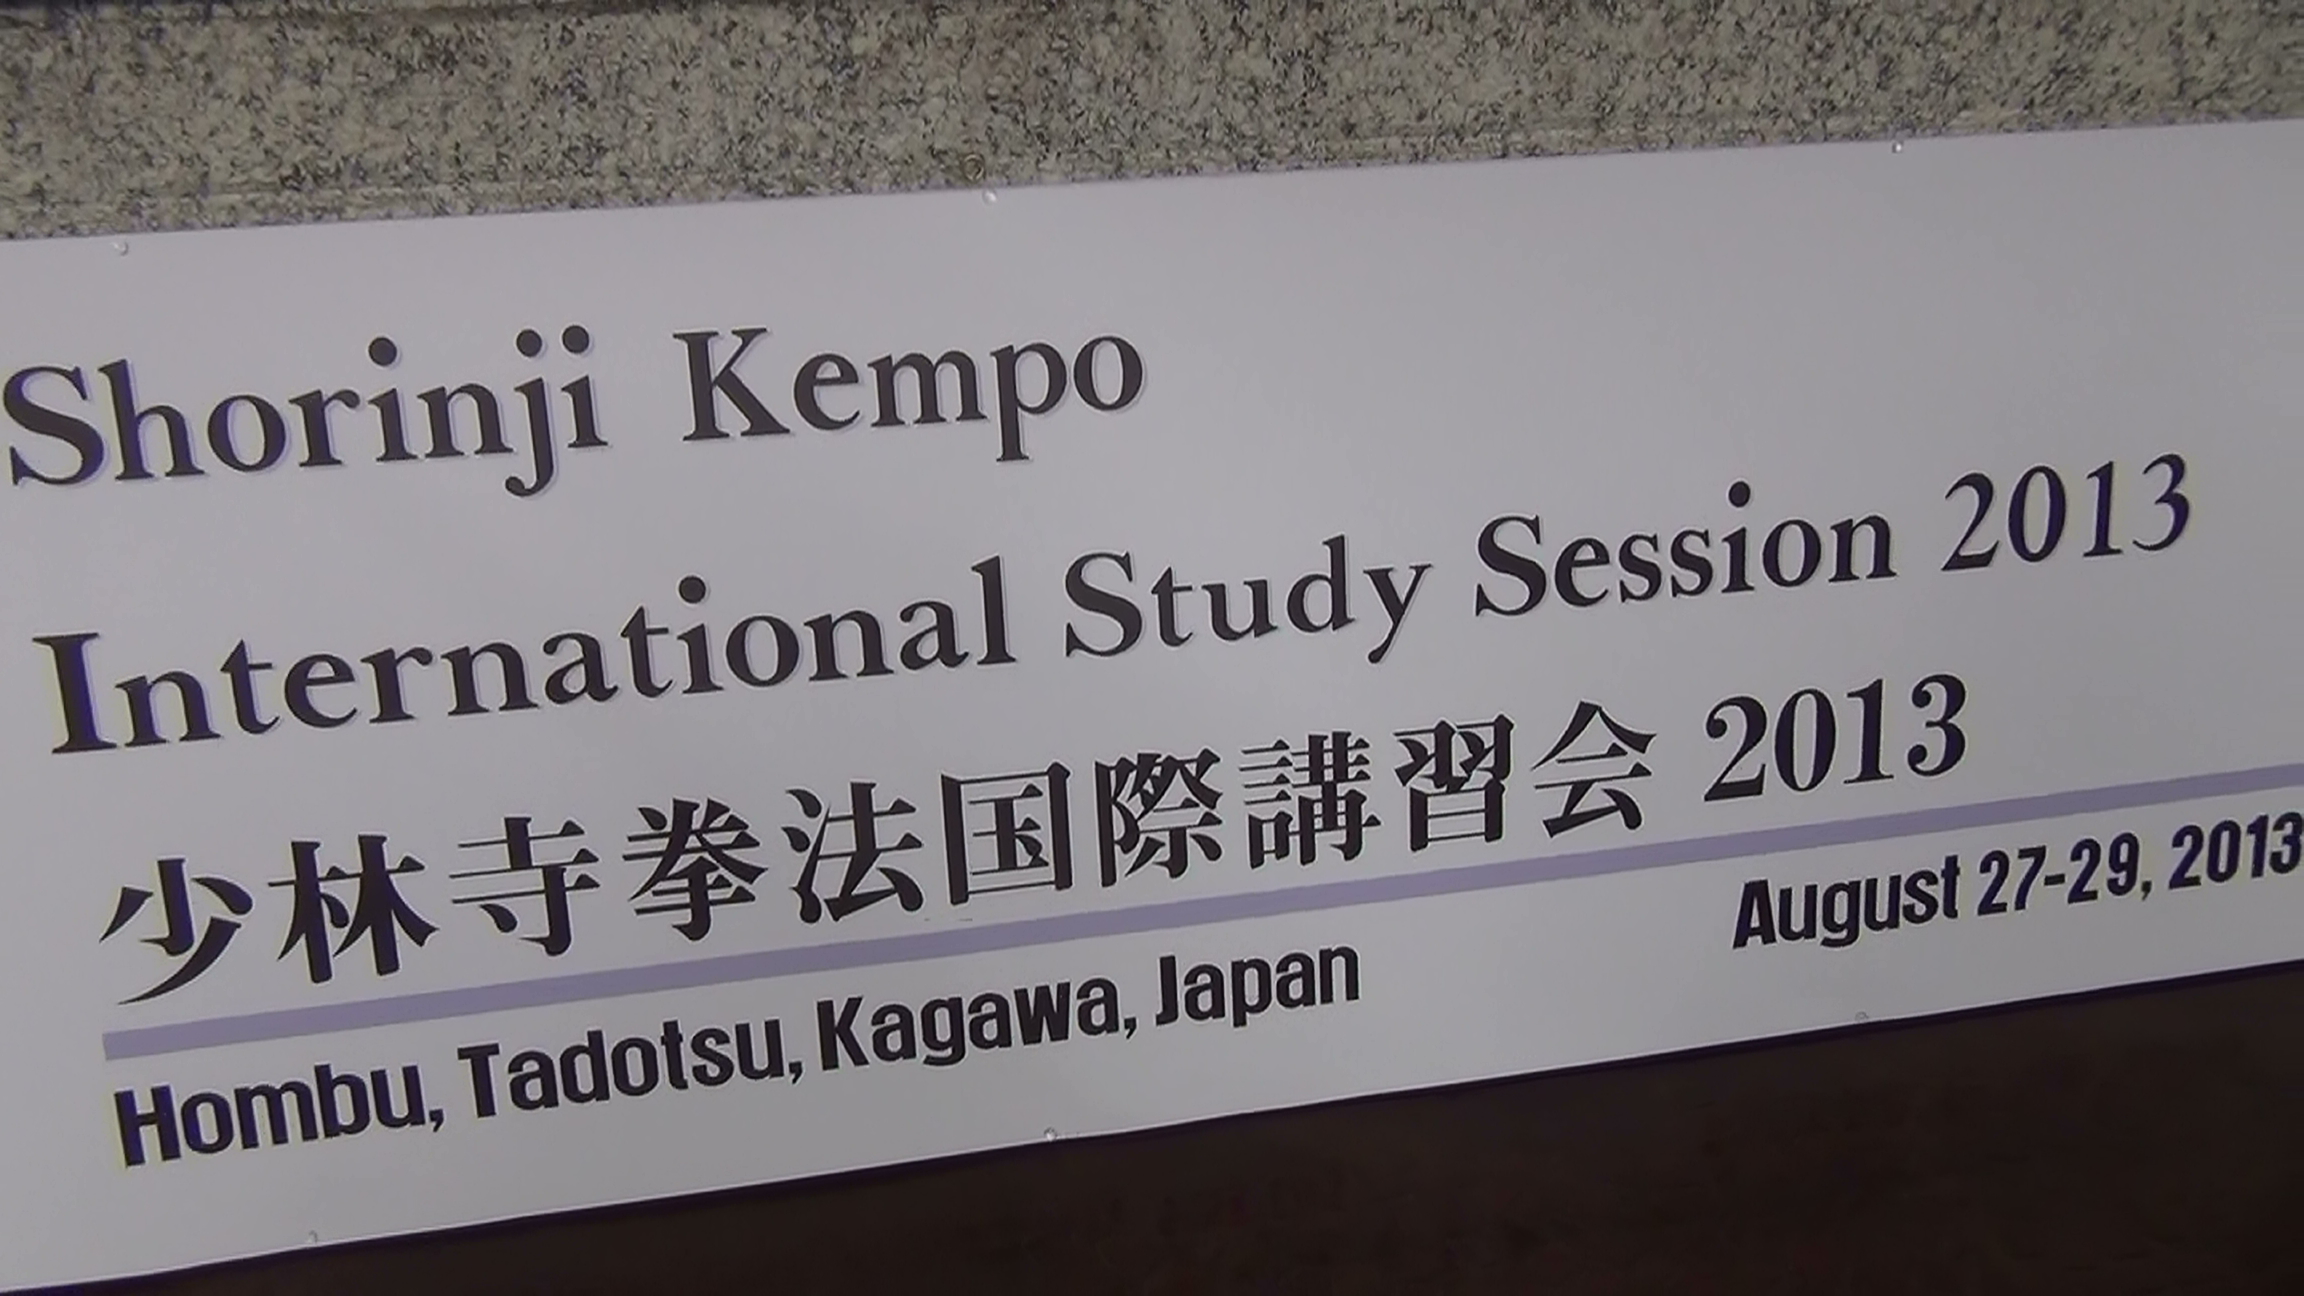 Shorinji Kempo
International Study Session 2013
少林寺拳法国際講習会 2013
Hombu, Tadotsu, Kagawa, Japan
August 27-29, 2013